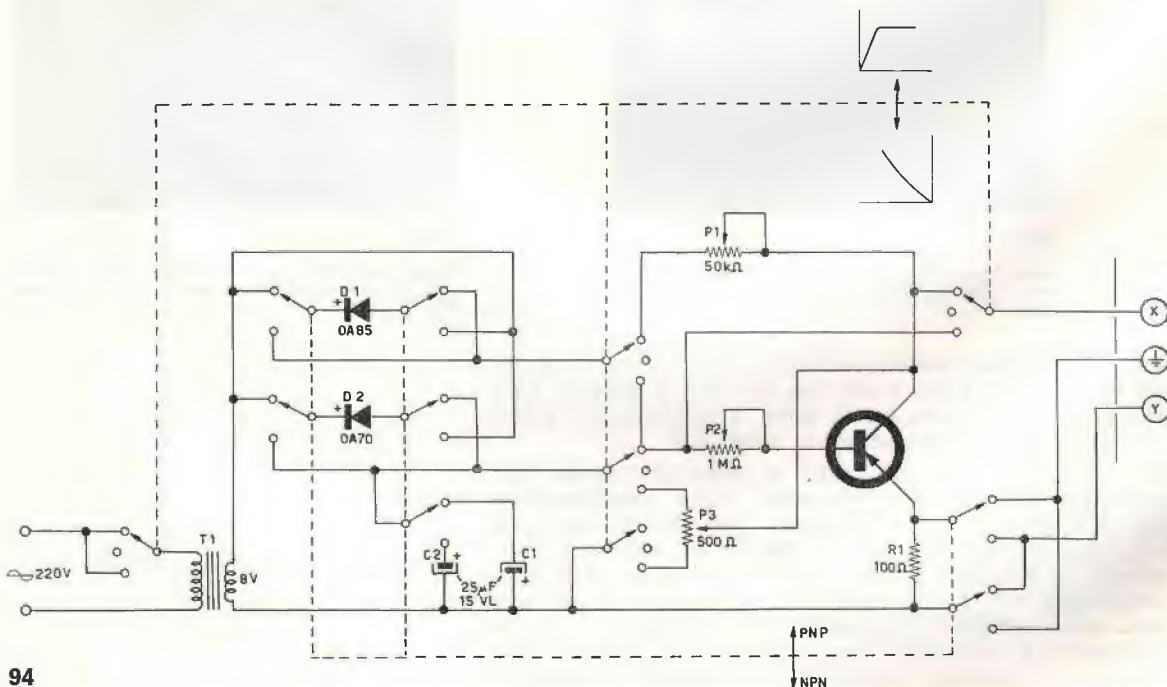 P1
50kΩ
D1
+
OA85
X
D2
+
OA70
P2
1MΩ
Y
P3
500Ω
T1
220V
8V
C2
+
C1
25µF
+
15 VL
R1
100Ω
PNP
NPN
94